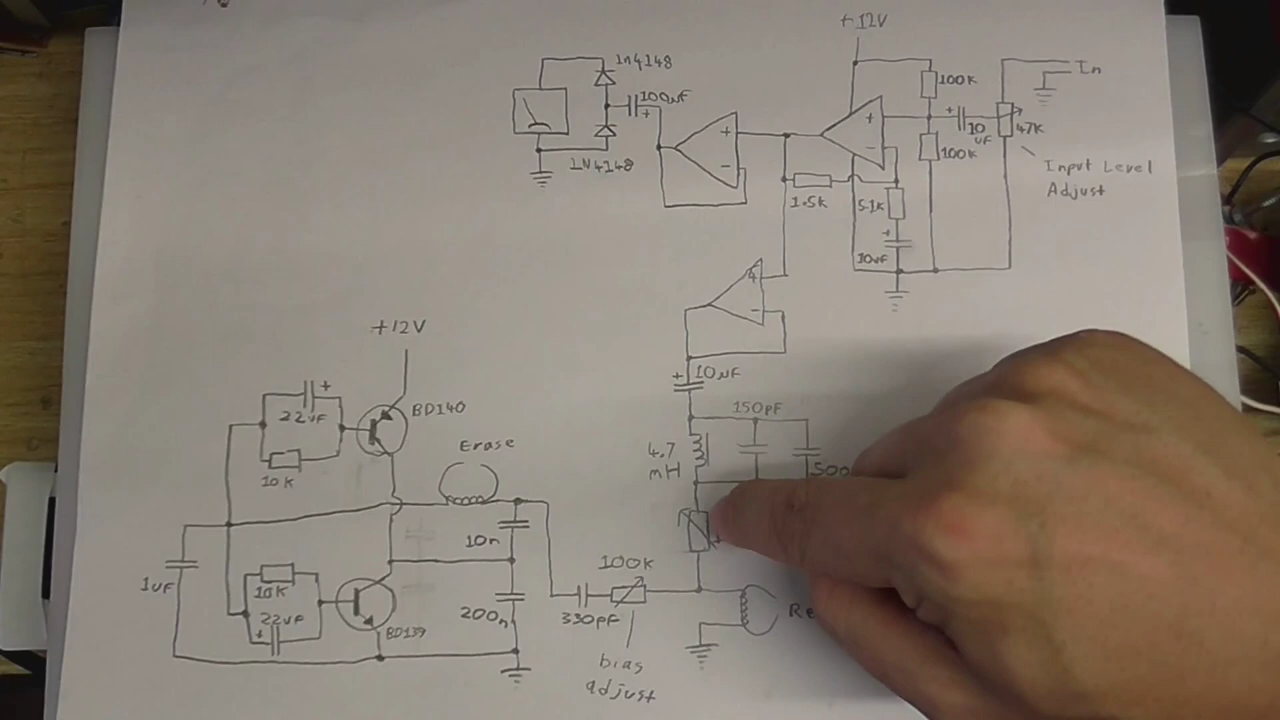 +12V
1n4148
100uF
+
+
-
1N4148
+
-
1.5k
5.1k
+
10uF
100K
100K
+
10
uF
47K
In
Input Level
Adjust
+
-
+
10uF
150pF
4.7
mH
+12V
+
22uF
10k
BD140
Erase
10n
1uF
10k
22uF
+
BD139
200n
330pF
100k
bias
adjust